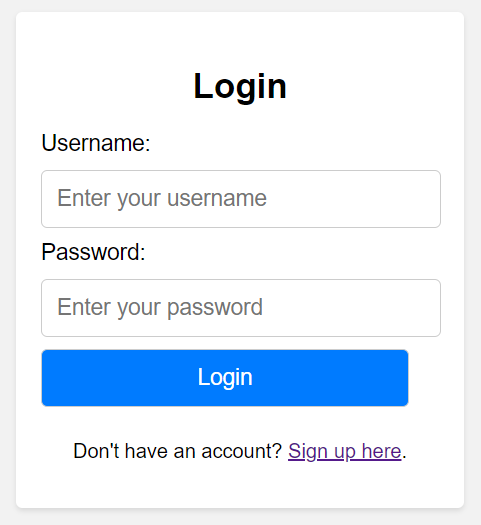 Login
Username:
Enter your username
Password:
Enter your password
Login
Don't have an account? Sign up here.